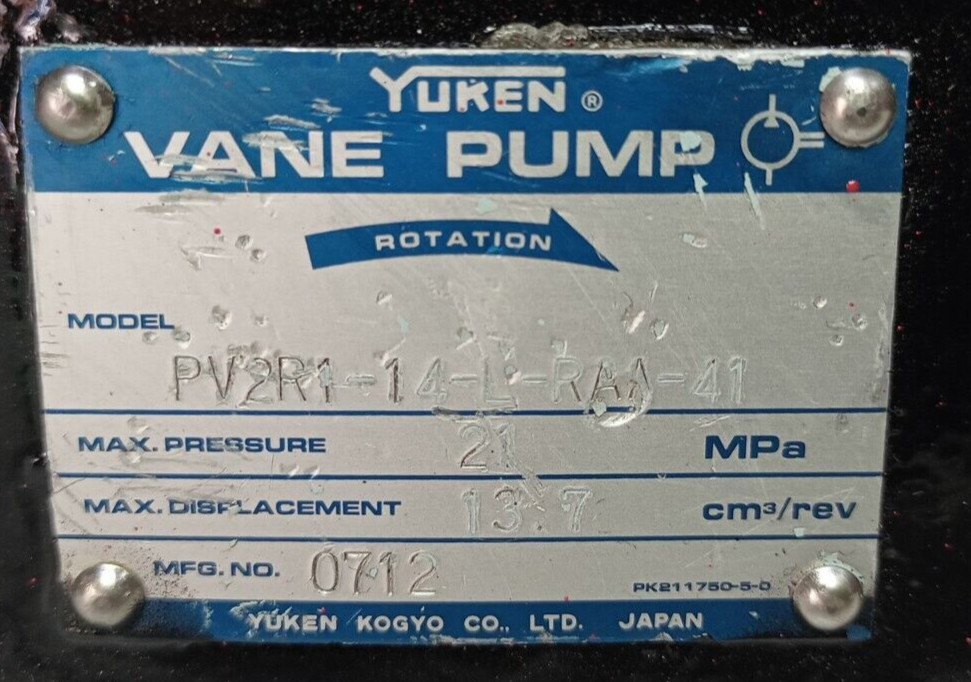 YUKEN ®
VANE PUMP
ROTATION
MODEL
PV2R1-14-L-RAA-41
MAX. PRESSURE 21 MPa
MAX. DISPLACEMENT 13.7 cm³/rev
MFG. NO. 0712 PK211750-5-0
YUKEN KOGYO CO., LTD. JAPAN